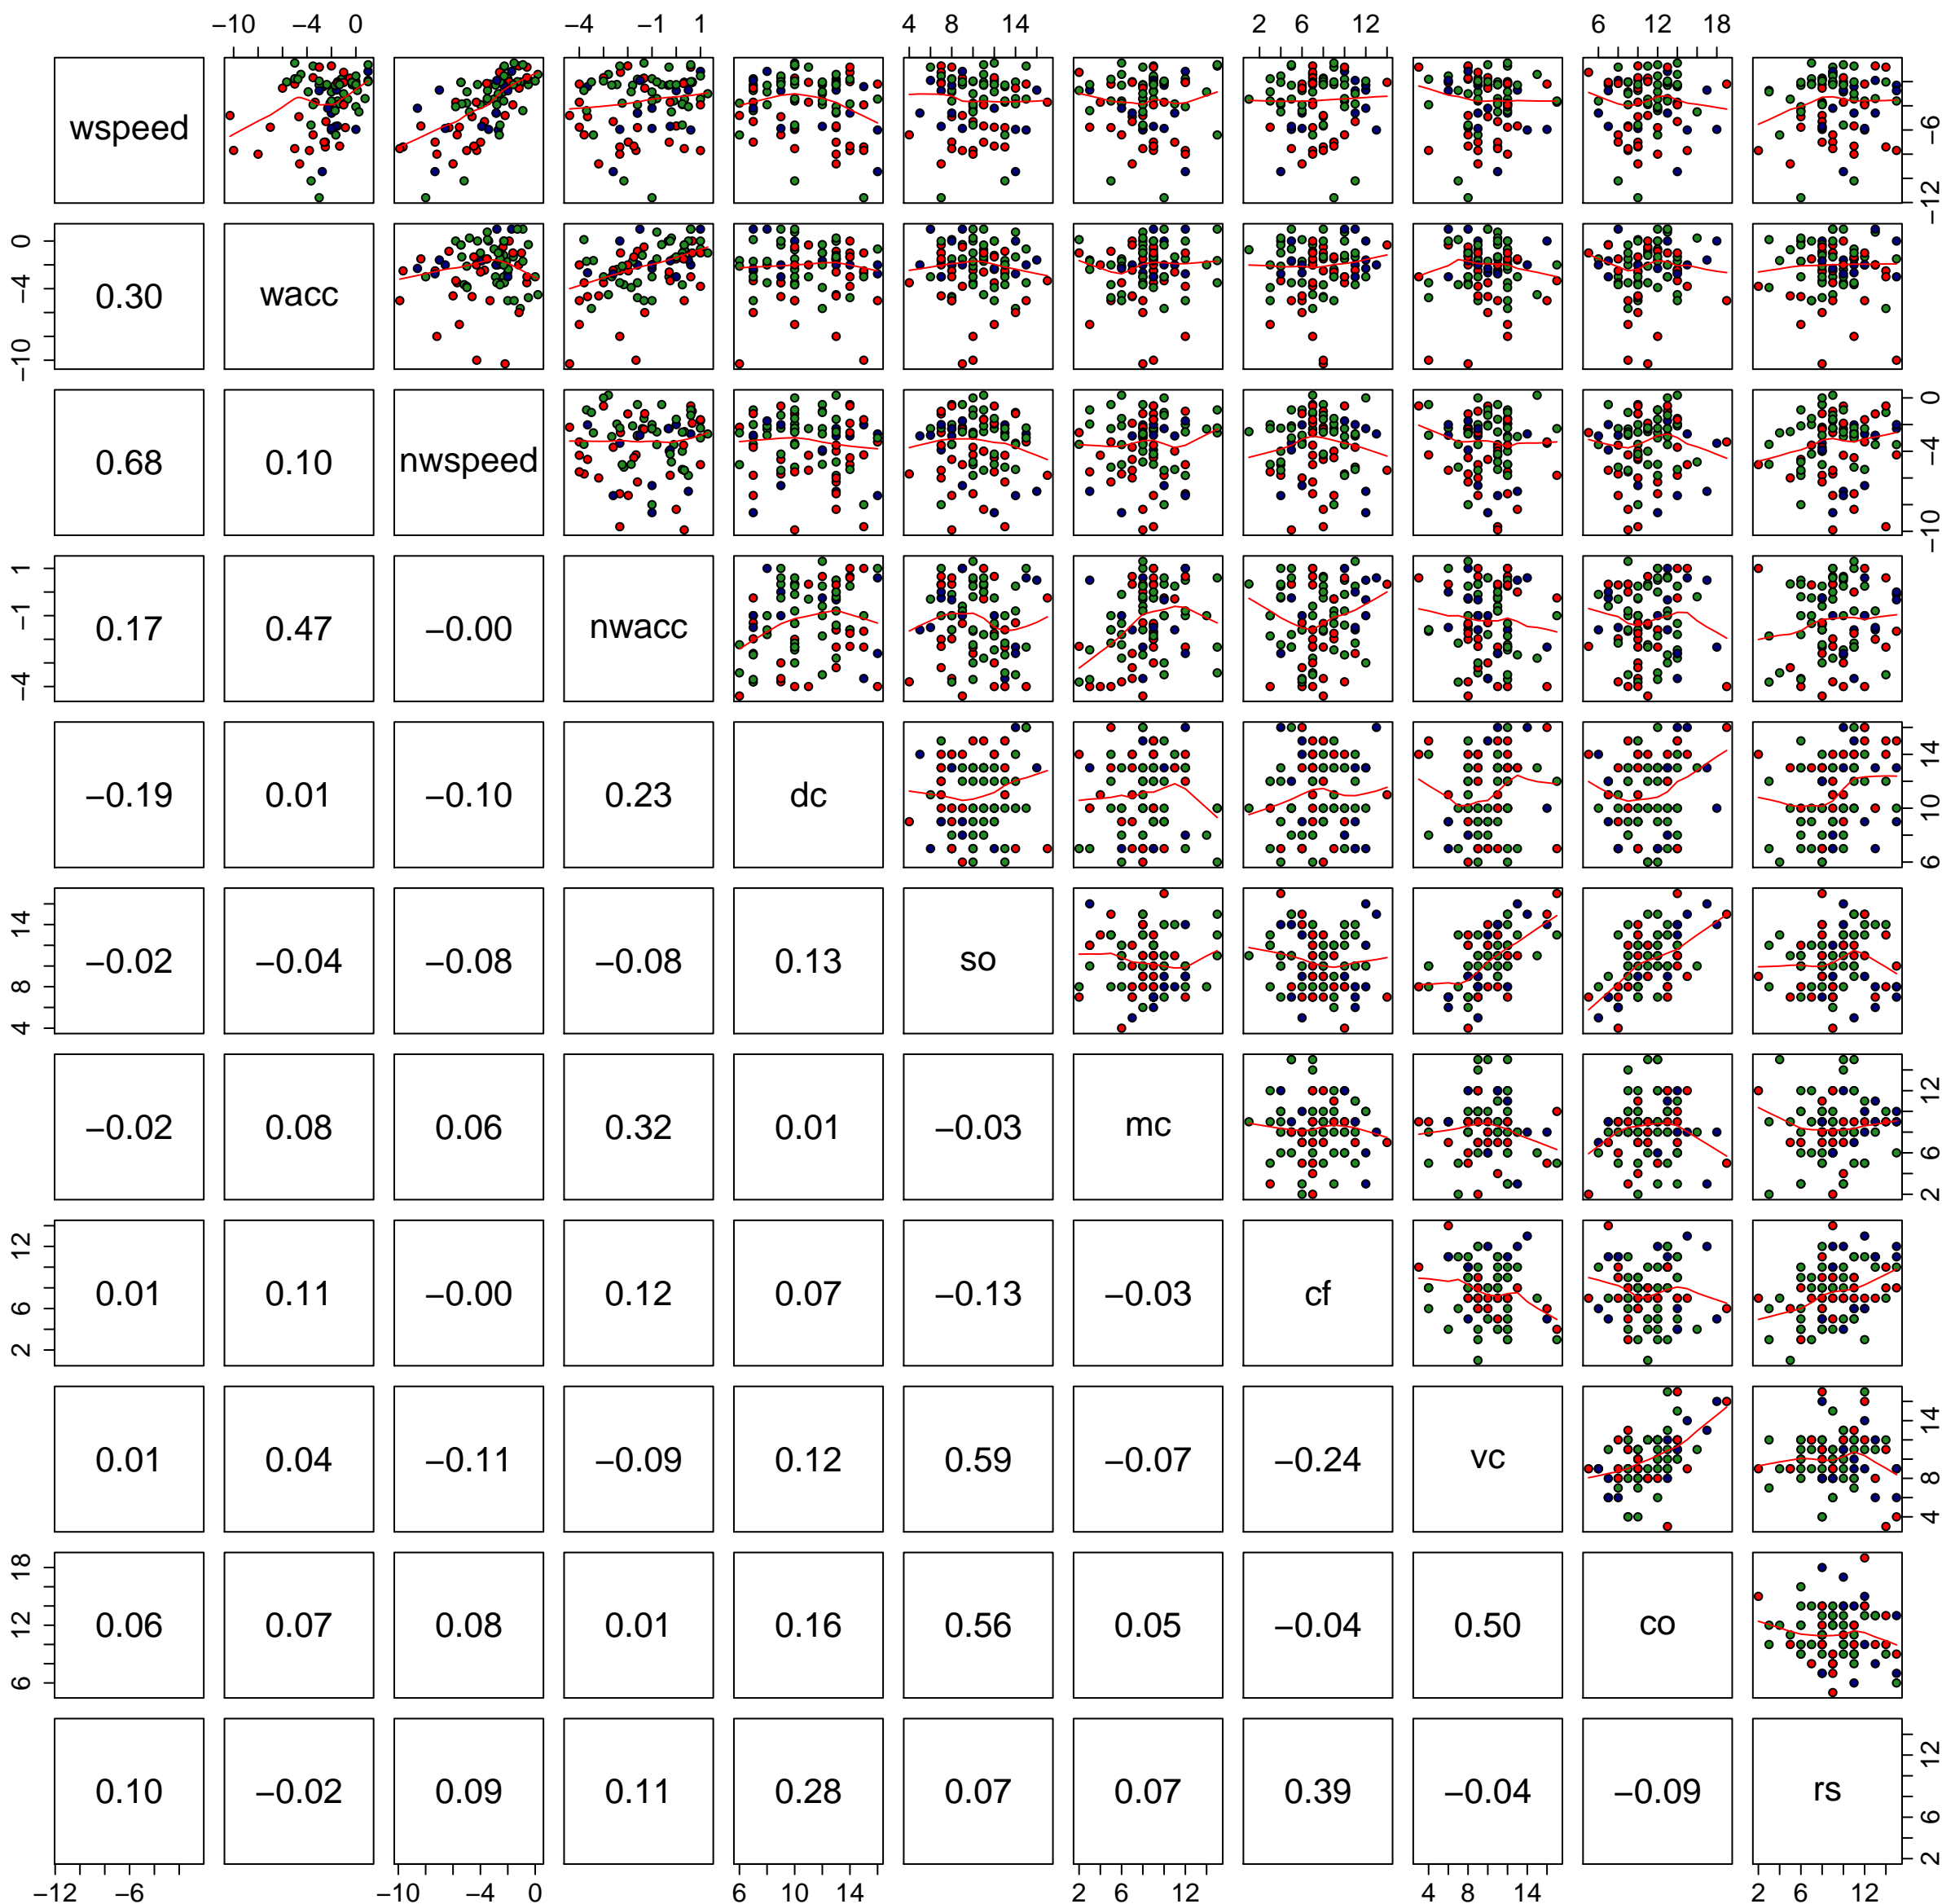 −10 −4 0 −4 −1 1 4 8 14 2 6 12 6 12 18
wspeed
−12 −6
0.30 wacc
−10 −4 0
0.68 0.10 nwspeed
−10 −4 0
0.17 0.47 −0.00 nwacc
−4 −1 1
−0.19 0.01 −0.10 0.23 dc
6 10 14
−0.02 −0.04 −0.08 −0.08 0.13 so
4 8 14
−0.02 0.08 0.06 0.32 0.01 −0.03 mc
2 6 12
0.01 0.11 −0.00 0.12 0.07 −0.13 −0.03 cf
2 6 12
0.01 0.04 −0.11 −0.09 0.12 0.59 −0.07 −0.24 vc
4 8 14
0.06 0.07 0.08 0.01 0.16 0.56 0.05 −0.04 0.50 co
6 12 18
0.10 −0.02 0.09 0.11 0.28 0.07 0.07 0.39 −0.04 −0.09 rs
2 6 12
−12 −6 −10 −4 0 6 10 14 2 6 12 4 8 14 2 6 12